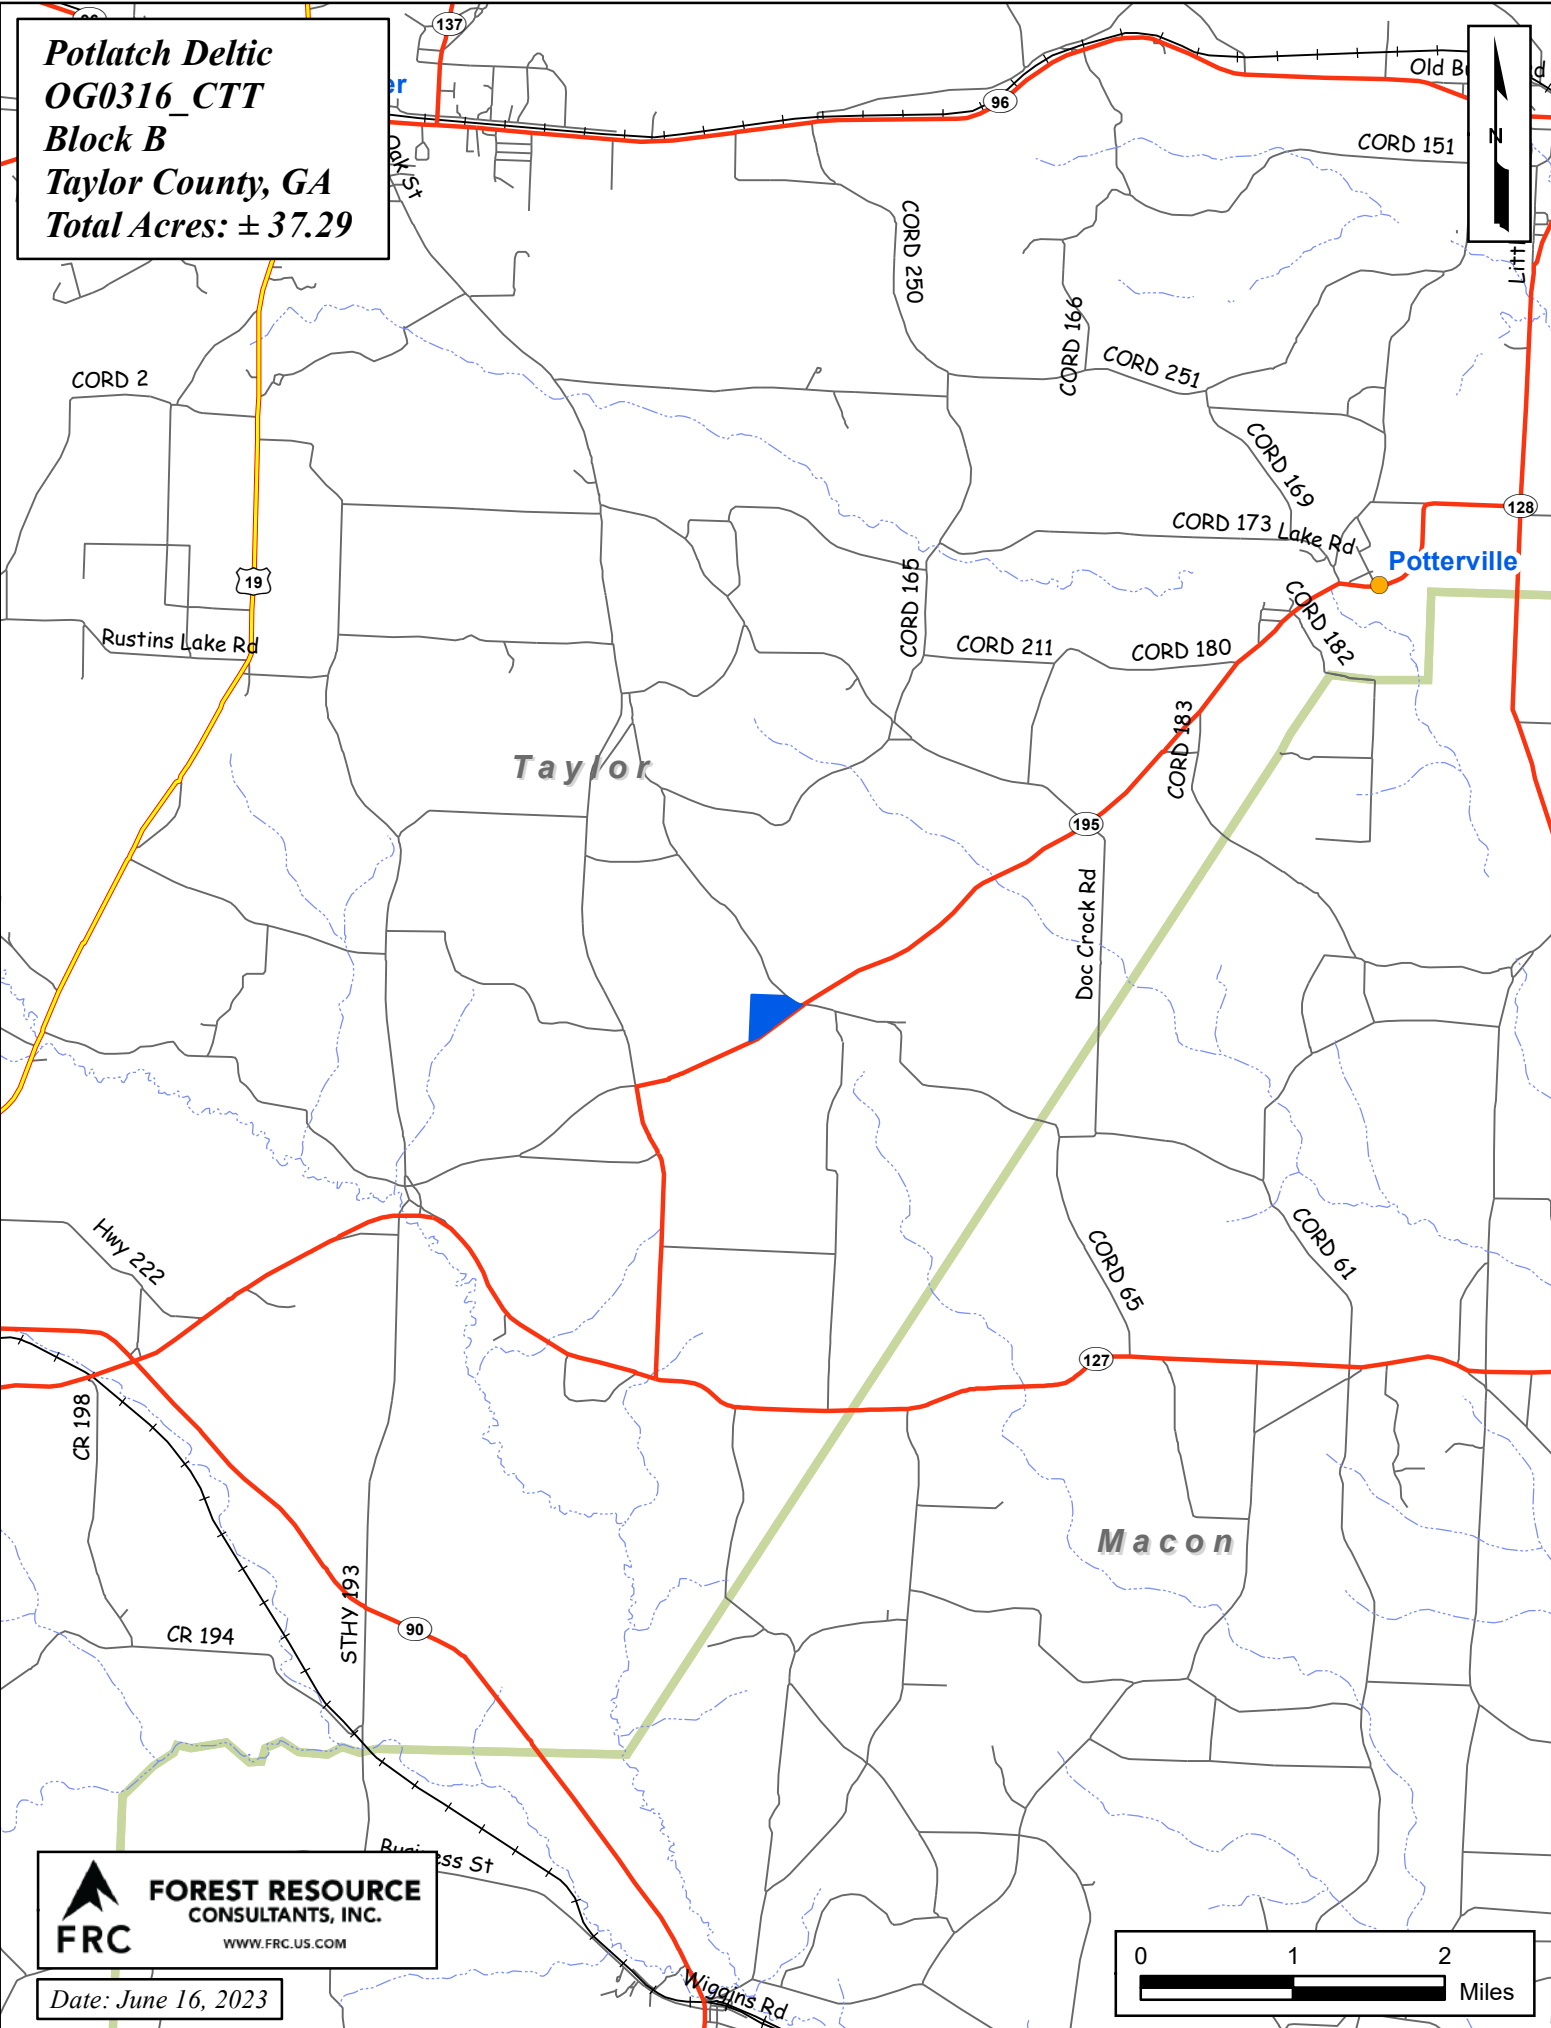 Potlatch Deltic
OG0316_CTT
Block B
Taylor County, GA
Total Acres: ± 37.29
137
er
96
Old
N
CORD 151
Oak St
CORD 250
CORD 166
CORD 251
CORD 2
CORD 169
CORD 173
Lake Rd
128
Potterville
19
CORD 165
CORD 182
Rustins Lake Rd
CORD 211
CORD 180
CORD 183
Taylor
195
Doc Crock Rd
Hwy 222
CORD 65
CORD 61
127
CR 198
Macon
STHY 193
90
CR 194
Business St
FRC
FOREST RESOURCE
CONSULTANTS, INC.
WWW.FRC.US.COM
Date: June 16, 2023
Wiggins Rd
0 1 2
Miles